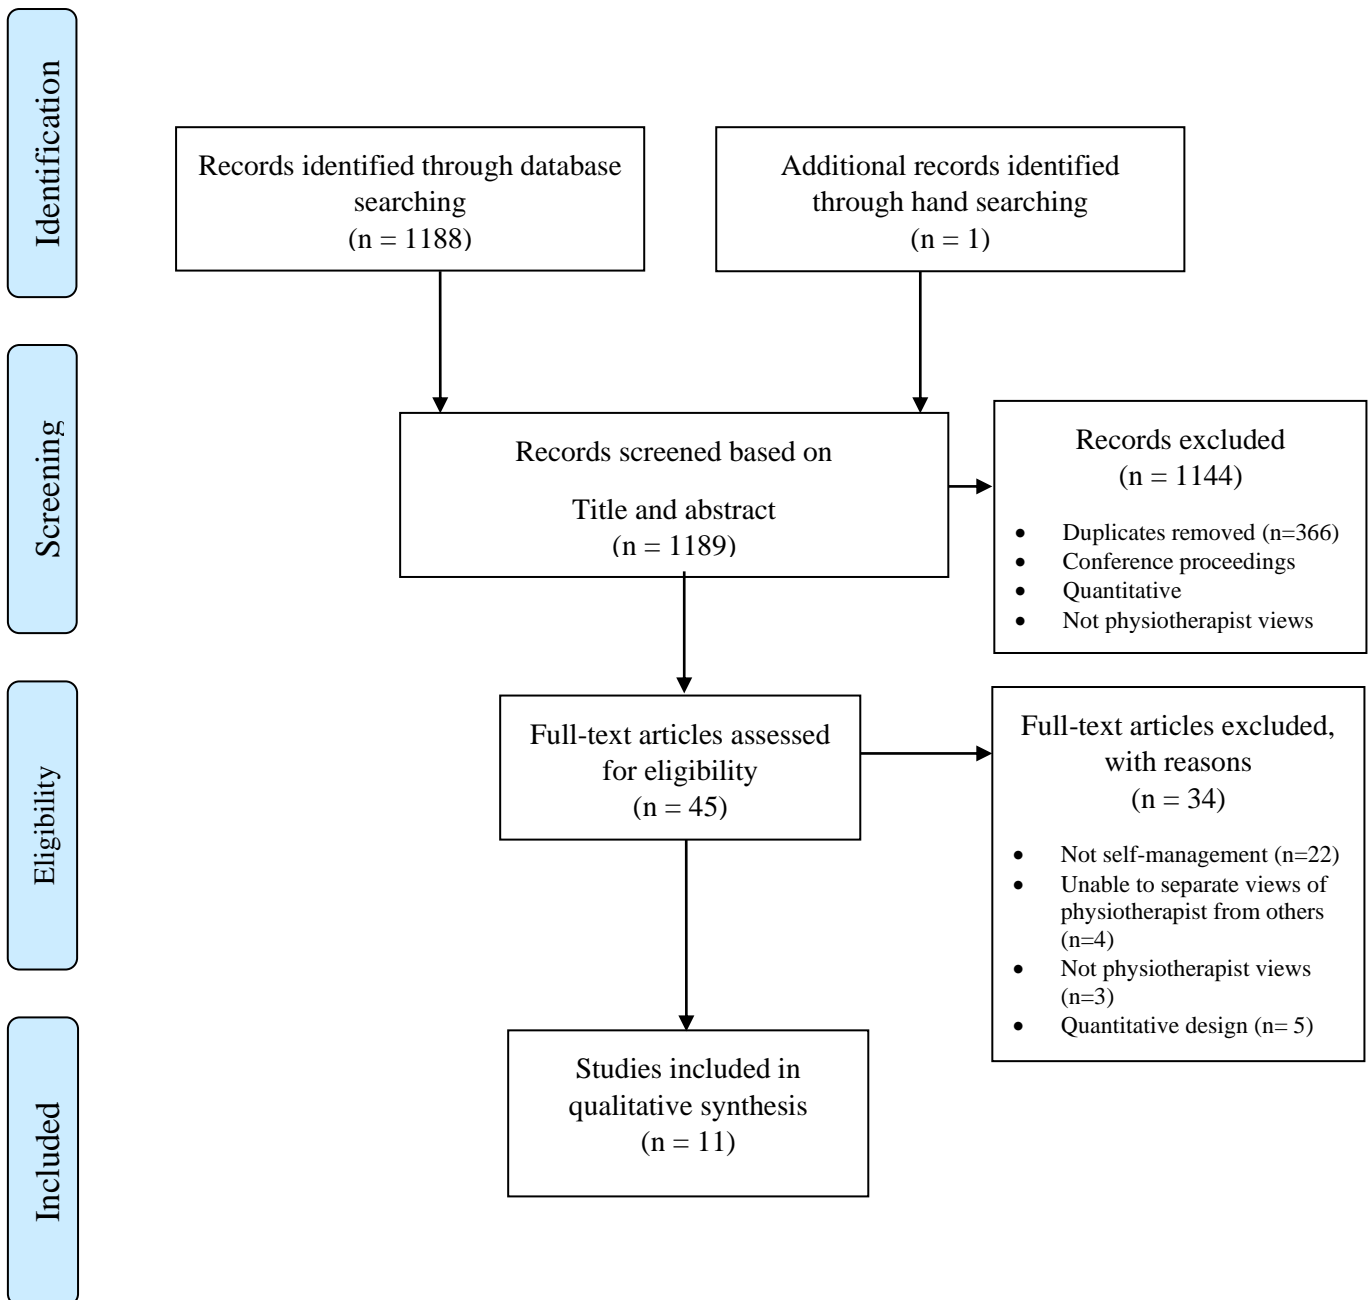 Identification
Records identified through database
searching
(n = 1188)
Additional records identified
through hand searching
(n = 1)
Screening
Records screened based on
Title and abstract
(n = 1189)
Records excluded
(n = 1144)
• Duplicates removed (n=366)
• Conference proceedings
• Quantitative
• Not physiotherapist views
Eligibility
Full-text articles assessed
for eligibility
(n = 45)
Full-text articles excluded,
with reasons
(n = 34)
• Not self-management (n=22)
• Unable to separate views of
physiotherapist from others
(n=4)
• Not physiotherapist views
(n=3)
• Quantitative design (n= 5)
Included
Studies included in
qualitative synthesis
(n = 11)